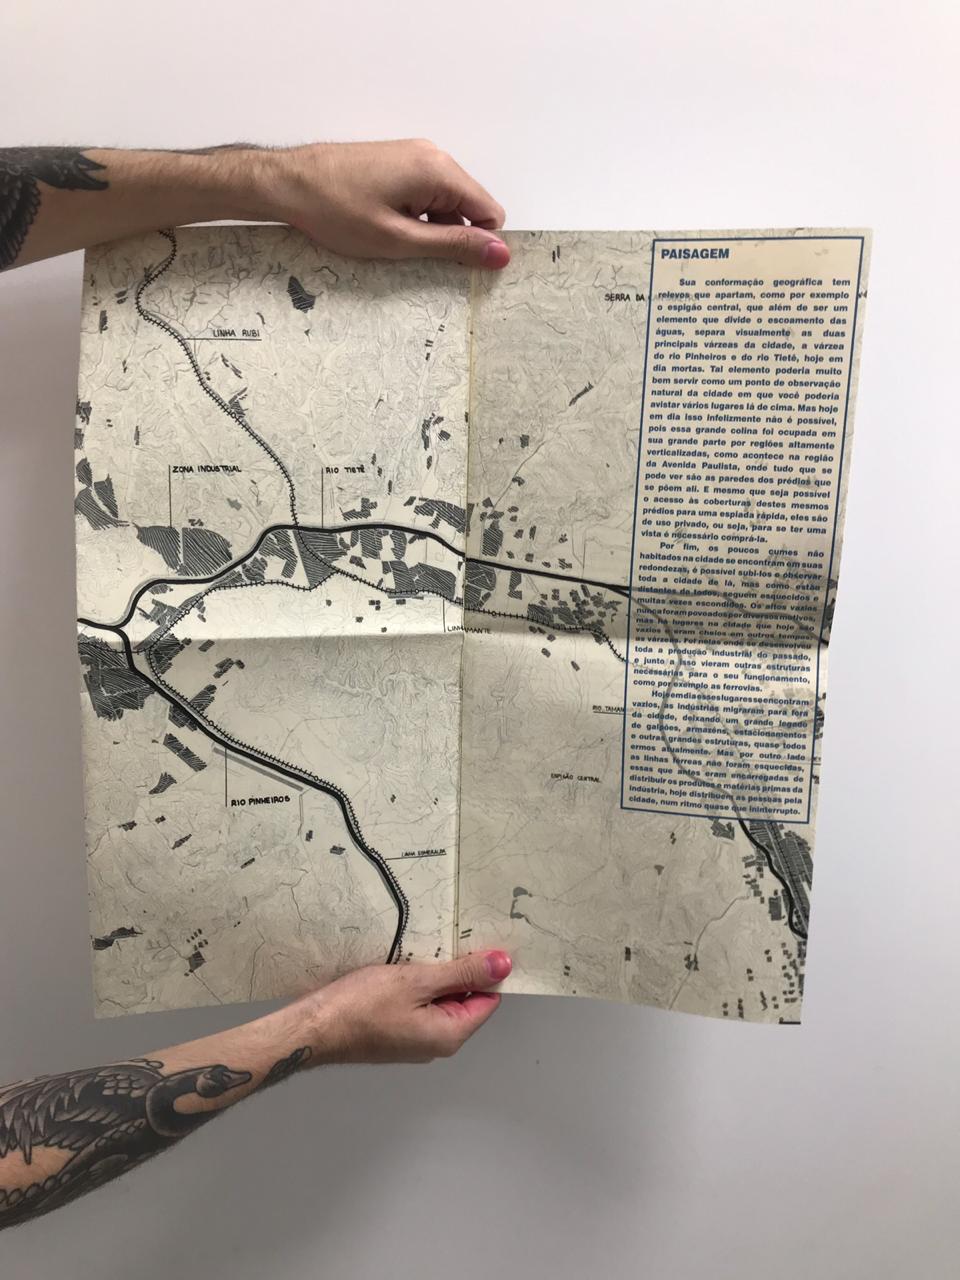 SERRA DA
LINHA RUBI
ZONA INDUSTRIAL
RIO TIETÊ
RIO PINHEIROS
LINHA ESMERALDA
ESPIGÃO CENTRAL
PAISAGEM
Sua conformação geográfica tem
relevos que apartam, como por exemplo
o espigão central, que além de ser um
elemento que divide o escoamento das
águas, separa visualmente as duas
principais várzeas da cidade, a várzea
do rio Pinheiros e do rio Tietê, hoje em
dia mortas. Tal elemento poderia muito
bem servir como um ponto de observação
natural da cidade em que você poderia
avistar vários lugares lá de cima. Mas hoje
em dia isso infelizmente não é possível,
pois essa grande colina foi ocupada em
sua grande parte por regiões altamente
verticalizadas, como acontece na região
da Avenida Paulista, onde tudo que se
pode ver são as paredes dos prédios que
se põem ali. E mesmo que seja possível
o acesso às coberturas destes mesmos
prédios para uma espiada rápida, eles são
de uso privado, ou seja, para se ter uma
vista é necessário comprá-la.
Por fim, os poucos cumes não
habitados na cidade se encontram em suas
redondezas, é possível subi-los e observar
toda a cidade de lá, mas como estão
distantes de todos, seguem esquecidos e
muitas vezes escondidos. Os altos vazios
nunca foram povoados por diversos motivos,
mas há lugares na cidade que hoje são
vazios e eram cheios em outros tempos:
as várzeas. Foi nelas onde se desenvolveu
toda a produção industrial do passado,
e junto a isso vieram outras estruturas
necessárias para o seu funcionamento,
como por exemplo as ferrovias.
Hoje em dia esses lugares se encontram
vazios, as indústrias migraram para fora
da cidade, deixando um grande legado
de galpões, armazéns, estacionamentos
e outras grandes estruturas, quase todos
ermos atualmente. Mas por outro lado
as linhas férreas não foram esquecidas,
essas que antes eram encarregadas de
distribuir os produtos e matérias primas da
indústria, hoje distribuem as pessoas pela
cidade, num ritmo quase que ininterrupto.